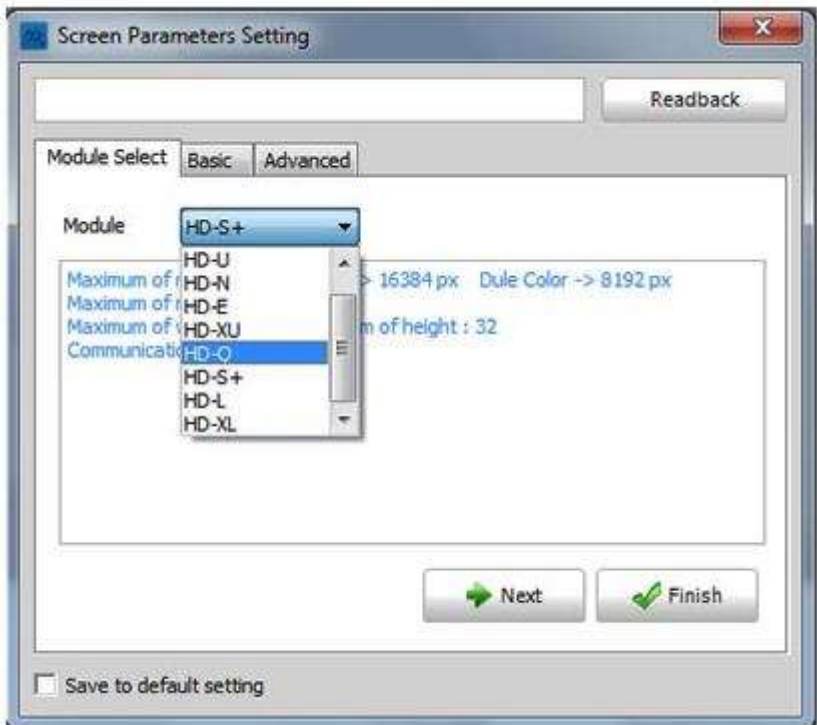 Screen Parameters Setting
Readback
Module Select Basic Advanced
Module HD-S+
HD-U
HD-N
HD-E
HD-XU
HD-Q
HD-S+
HD-L
HD-XL
Maximum of > 16384 px Dule Color -> 8192 px
Maximum of
Maximum of of height : 32
Next
Finish
Save to default setting